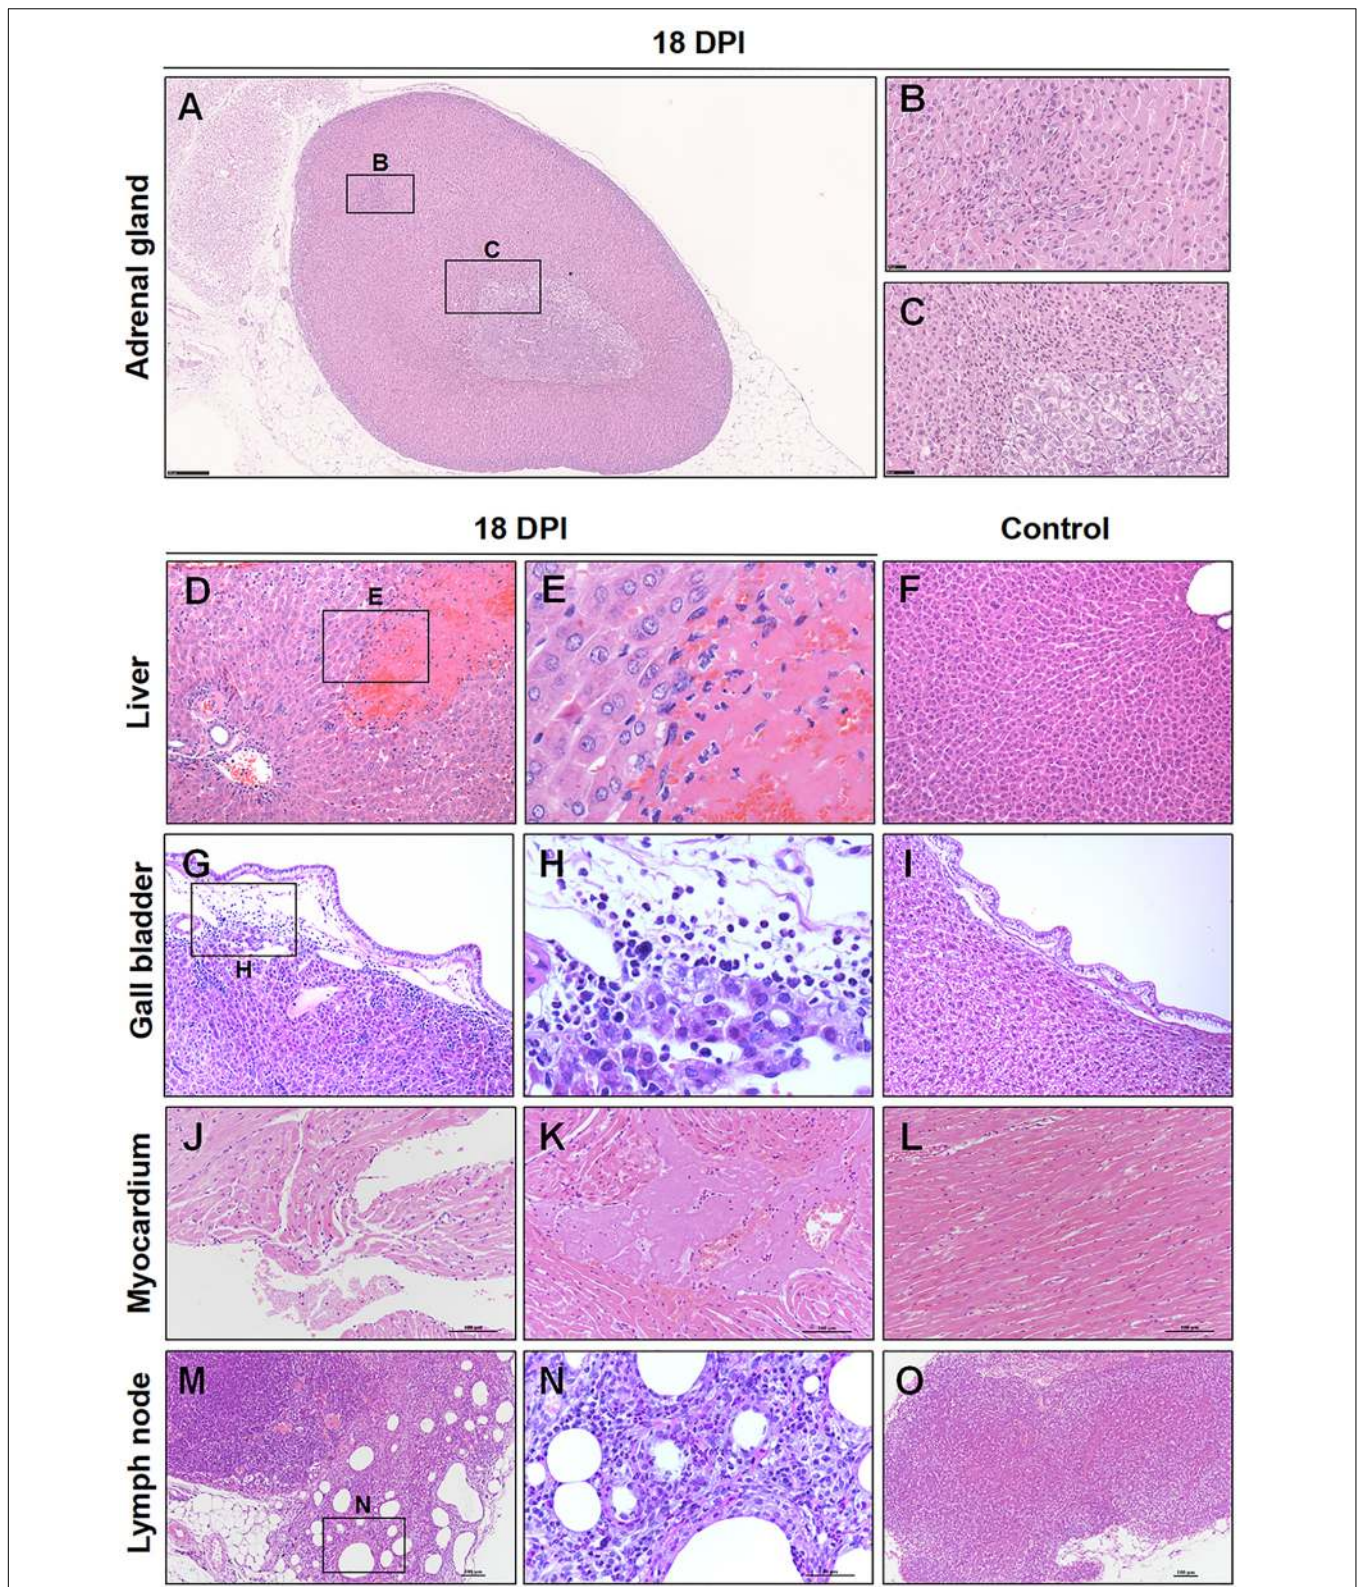 18 DPI
Adrenal gland
A
B
C
B
C
18 DPI
Control
Liver
D
E
E
F
Gall bladder
G
H
H
I
Myocardium
J
K
L
Lymph node
M
N
N
O